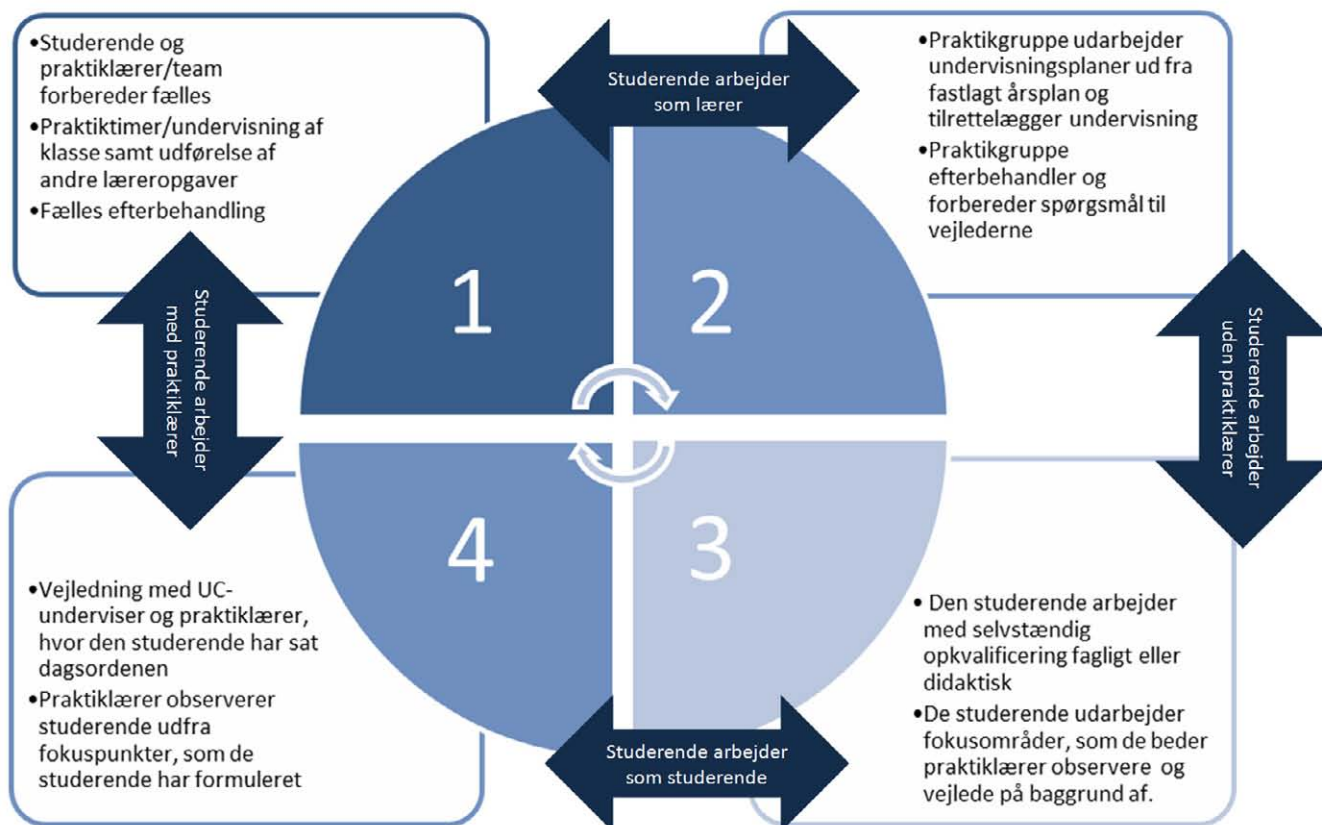 •Studerende og
praktiklærer/team
forbereder fælles
•Praktiktimer/undervisning af
klasse samt udførelse af
andre læreropgaver
•Fælles efterbehandling
Studerende arbejder
som lærer
•Praktikgruppe udarbejder
undervisningsplaner ud fra
fastlagt årsplan og
tilrettelægger undervisning
•Praktikgruppe
efterbehandler og
forbereder spørgsmål til
vejlederne
1
2
Studerende arbejder
med praktiklærer
Studerende arbejder
uden praktiklærer
4
3
•Vejledning med UC-
underviser og praktiklærer,
hvor den studerende har sat
dagsordenen
•Praktiklærer observerer
studerende udfra
fokuspunkter, som de
studerende har formuleret
Studerende arbejder
som studerende
• Den studerende arbejder
med selvstændig
opkvalificering fagligt eller
didaktisk
•De studerende udarbejder
fokusområder, som de beder
praktiklærer observere og
vejlede på baggrund af.